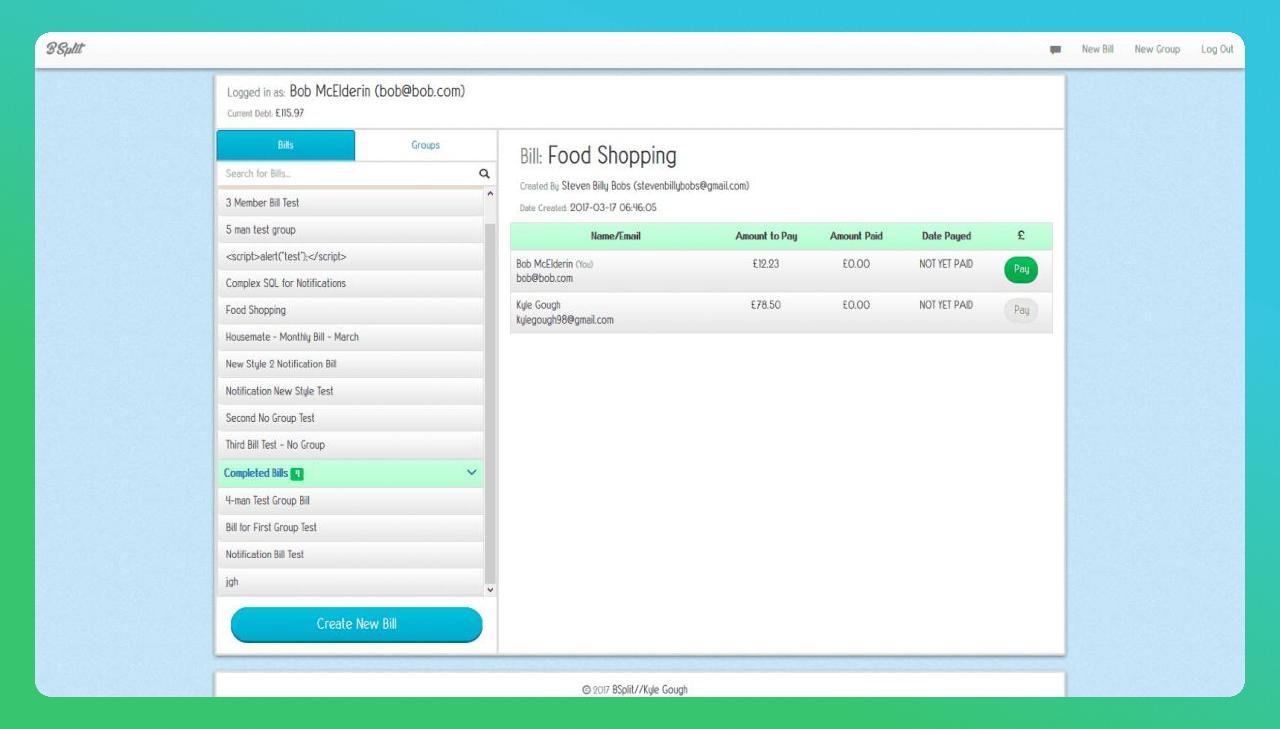 BSplit
New Bill New Group Log Out
Logged in as: Bob McElderin (bob@bob.com)
Current Debt: £115.97
Bills Groups
Search for Bills...
3 Member Bill Test
5 man test group
<script>alert("test");</script>
Complex SQL for Notifications
Food Shopping
Housemate - Monthly Bill - March
New Style 2 Notification Bill
Notification New Style Test
Second No Group Test
Third Bill Test - No Group
Completed Bills 4
4-man Test Group Bill
Bill for First Group Test
Notification Bill Test
jgh
Create New Bill
Bill: Food Shopping
Created By Steven Billy Bobs (stevenbillybobs@gmail.com)
Date Created: 2017-03-17 06:46:05
Name/Email Amount to Pay Amount Paid Date Payed £
Bob McElderin (You) £12.23 £0.00 NOT YET PAID Pay
bob@bob.com
Kyle Gough £78.50 £0.00 NOT YET PAID Pay
kylegough98@gmail.com
© 2017 BSplit//Kyle Gough